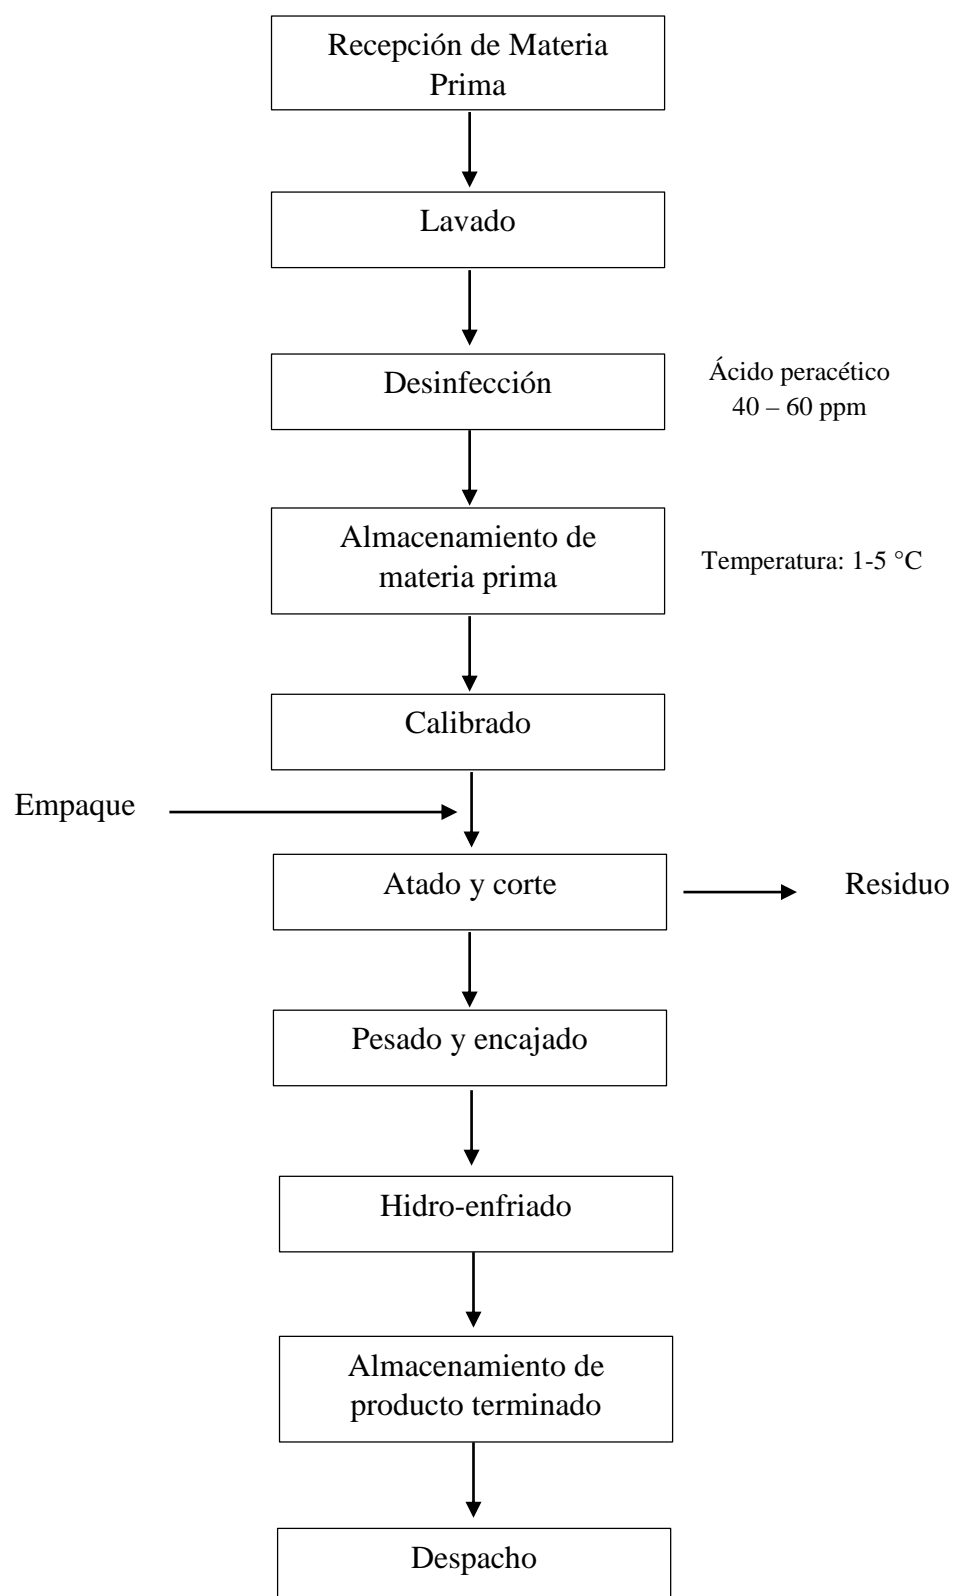 Recepción de Materia
Prima
Lavado
Desinfección
Ácido peracético
40 – 60 ppm
Almacenamiento de
materia prima
Temperatura: 1-5 °C
Calibrado
Empaque
Atado y corte
Residuo
Pesado y encajado
Hidro-enfriado
Almacenamiento de
producto terminado
Despacho